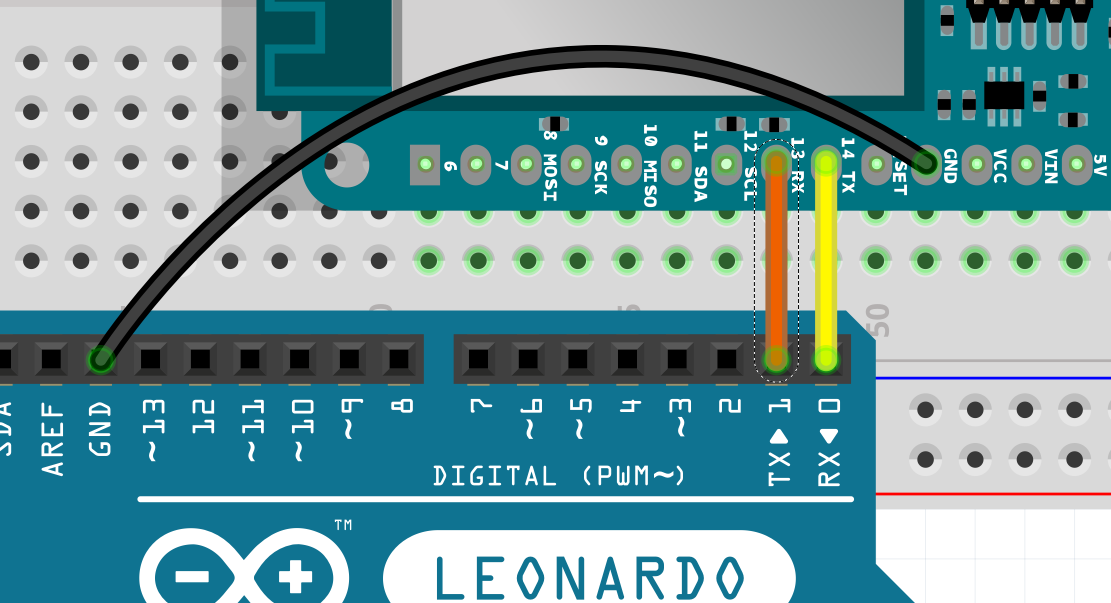 6
7
8 MOSI
9 SCK
10 MISO
11 SDA
12 SCL
13 RX
14 TX
SET
GND
VCC
VIN
5V
50
AREF
GND
~13
12
~11
~10
~9
8
7
~6
~5
4
~3
2
TX▶1
RX◀0
DIGITAL (PWM~)
TM
LEONARDO